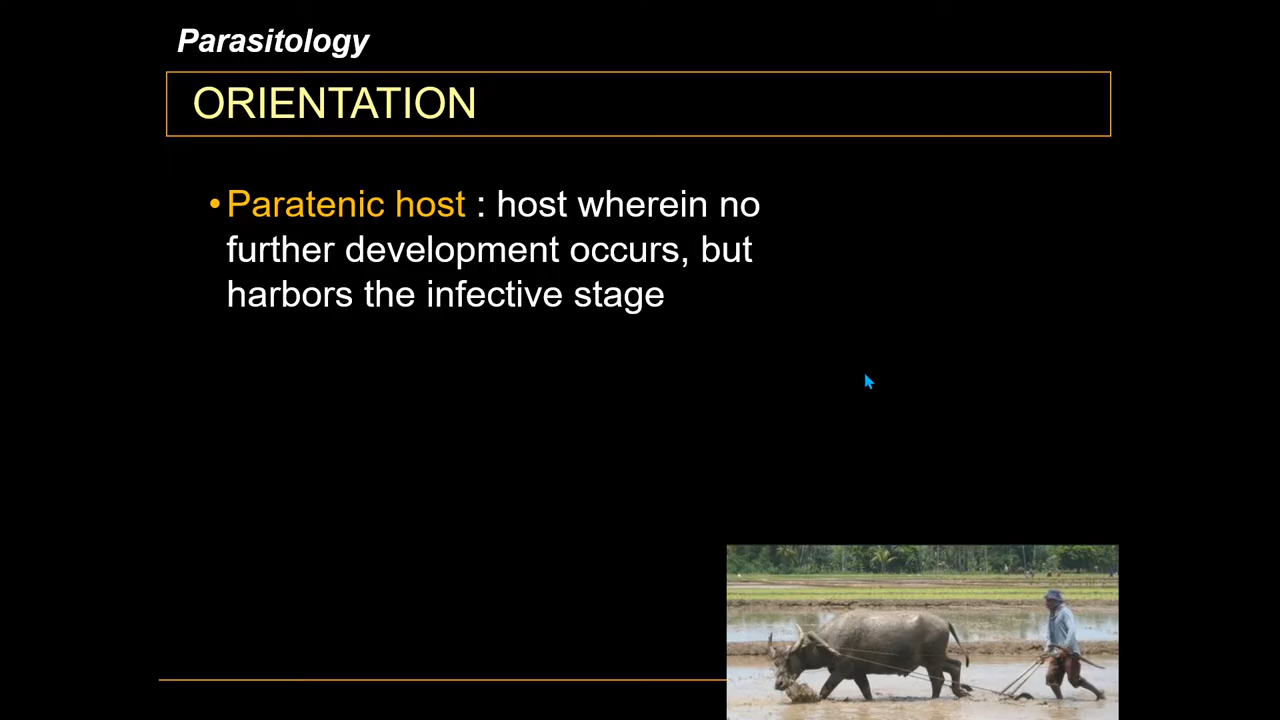 Parasitology
ORIENTATION
•Paratenic host : host wherein no
further development occurs, but
harbors the infective stage